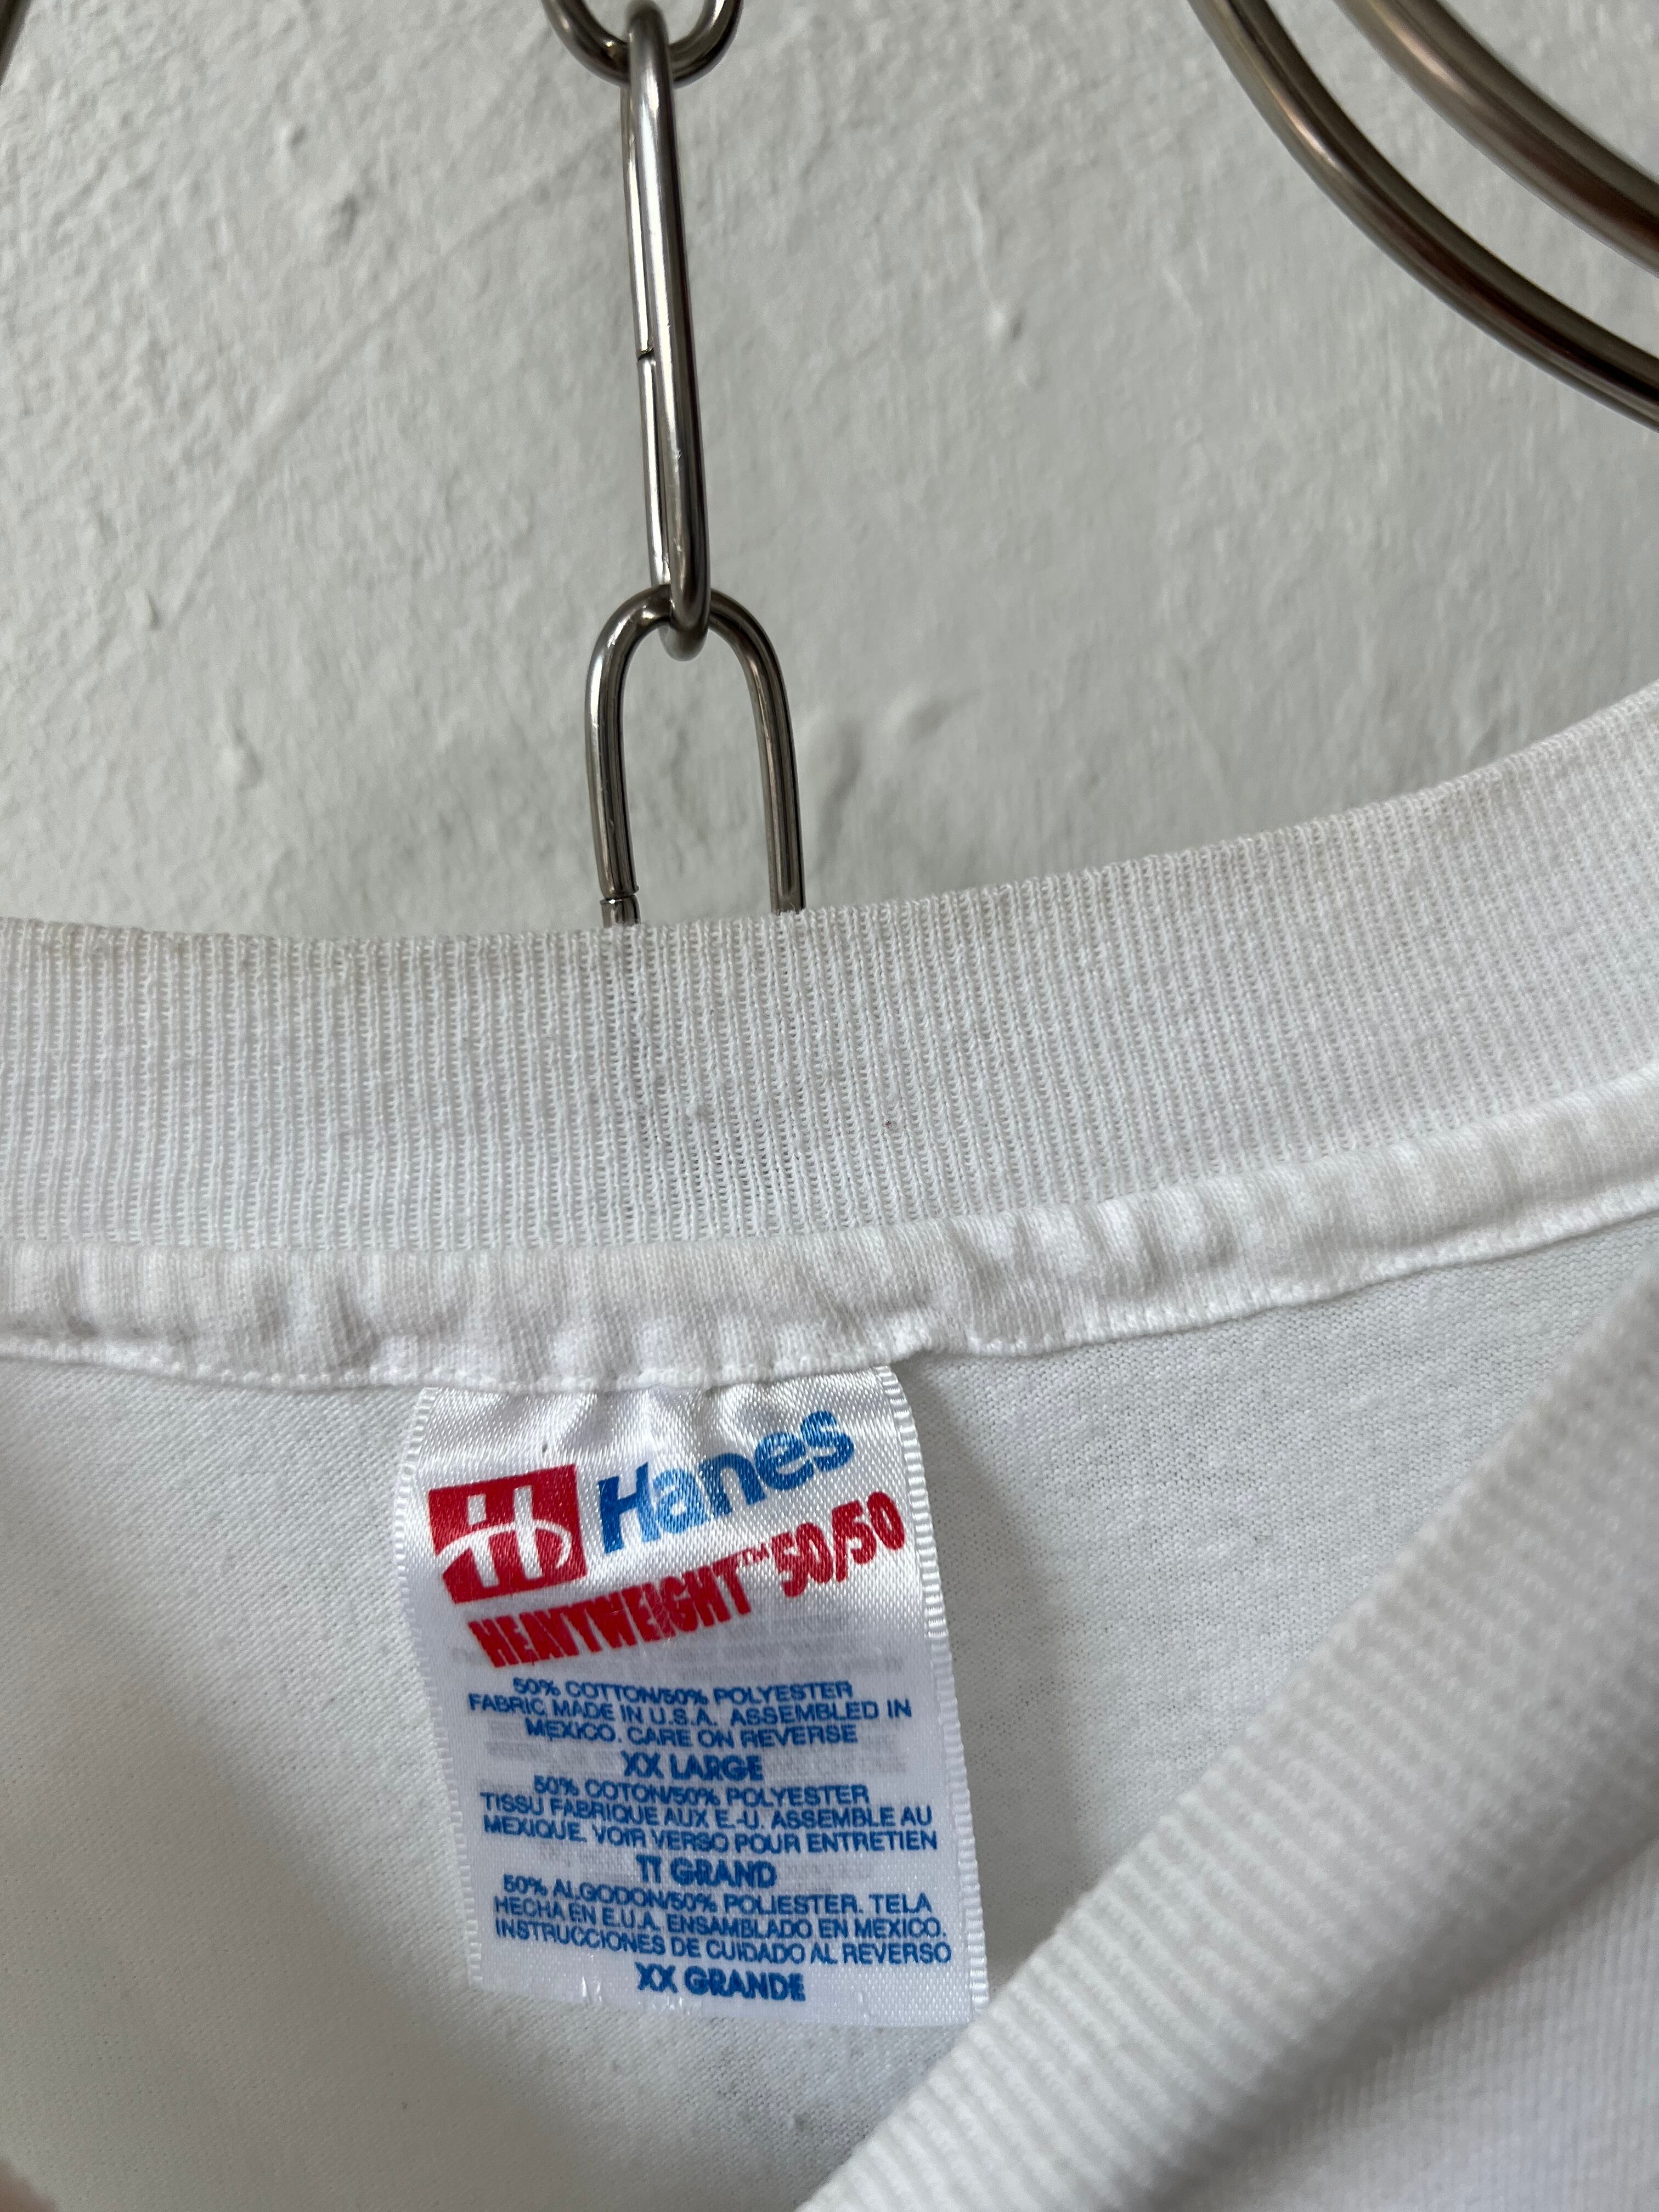 Hanes
HEAVYWEIGHT™ 50/50
50% COTTON/50% POLYESTER
FABRIC MADE IN U.S.A. ASSEMBLED IN
MEXICO. CARE ON REVERSE
XX LARGE
50% COTON/50% POLYESTER
TISSU FABRIQUE AUX E.-U. ASSEMBLE AU
MEXIQUE. VOIR VERSO POUR ENTRETIEN
TT GRAND
50% ALGODON/50% POLIESTER. TELA
HECHA EN E.U.A. ENSAMBLADO EN MEXICO.
INSTRUCCIONES DE CUIDADO AL REVERSO
XX GRANDE